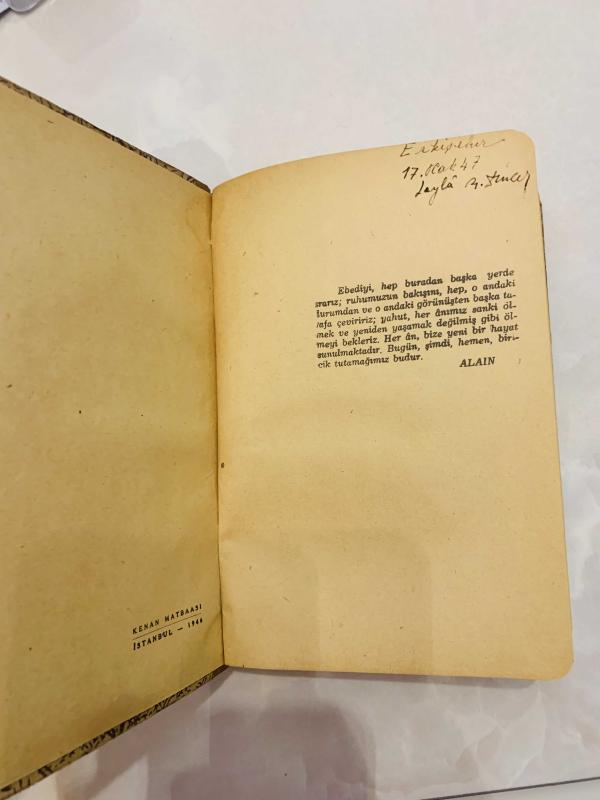 KENAN MATBAASI
İSTANBUL — 1946
Eskişehir
17.Ocak 47
Leylâ
Ebediyi, hep buradan başka yerde
ararız; ruhumuzun bakışını, hep, o andaki
durumdan ve o andaki görünüşten başka ta-
rafa çeviririz; yahut, her ânımız sanki öl-
mek ve yeniden yaşamak değilmiş gibi öl-
meyi bekleriz. Her ân, bize yeni bir hayat
sunulmaktadır. Bugün, şimdi, hemen, biri-
cik tutamağımız budur.
ALAIN